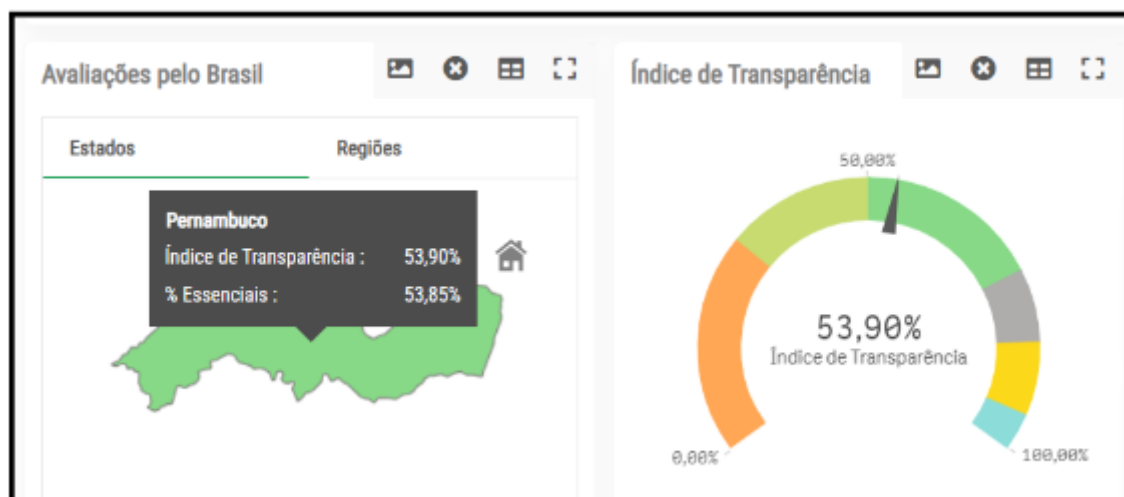 Avaliações pelo Brasil
Estados
Regiões
Pernambuco
Índice de Transparência : 53,90%
% Essenciais : 53,85%
Índice de Transparência
50,00%
53,90%
Índice de Transparência
0,00%
100,00%